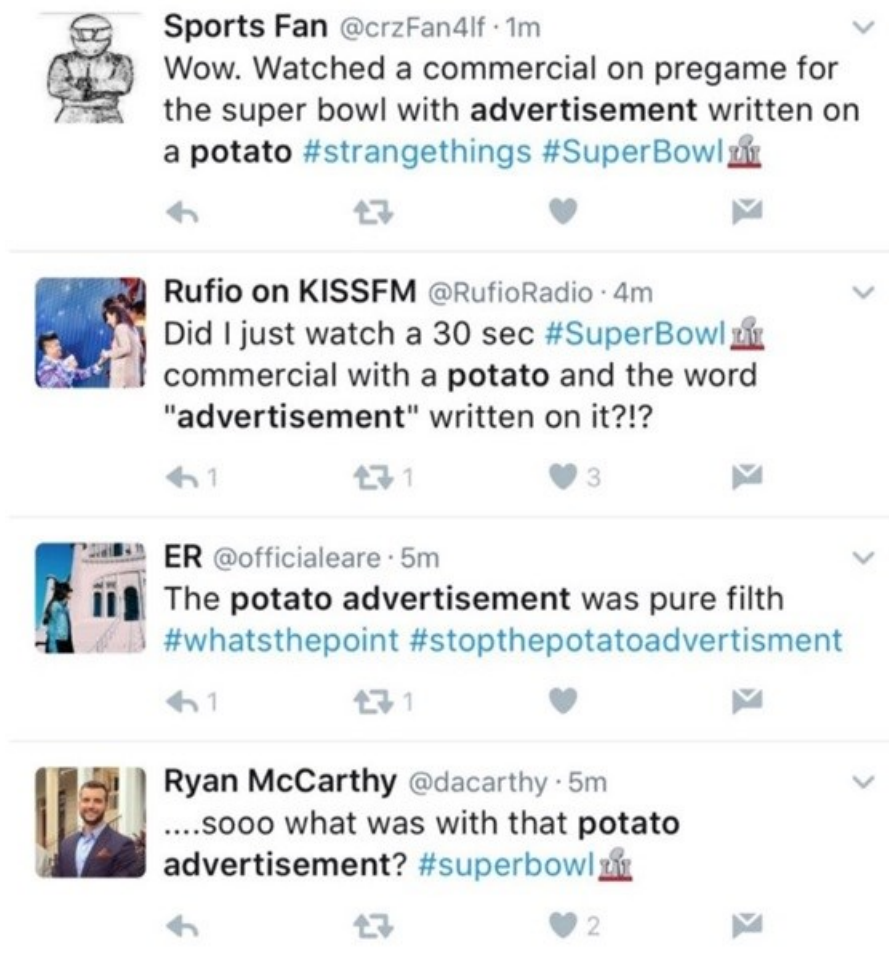 Sports Fan @crzFan4lf · 1m
Wow. Watched a commercial on pregame for
the super bowl with advertisement written on
a potato #strangethings #SuperBowl
Rufio on KISSFM @RufioRadio · 4m
Did I just watch a 30 sec #SuperBowl
commercial with a potato and the word
"advertisement" written on it?!?
1 1 3
ER @officialeare · 5m
The potato advertisement was pure filth
#whatsthepoint #stopthepotatoadvertisment
1 1
Ryan McCarthy @dacarthy · 5m
....sooo what was with that potato
advertisement? #superbowl
2